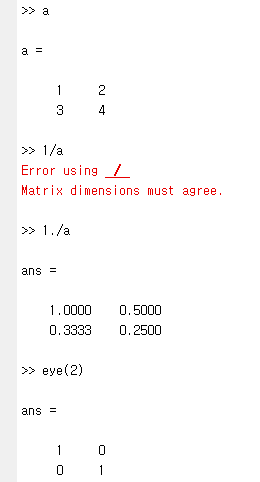 >> a
a =
1 2
3 4
>> 1/a
Error using /
Matrix dimensions must agree.
>> 1./a
ans =
1.0000 0.5000
0.3333 0.2500
>> eye(2)
ans =
1 0
0 1